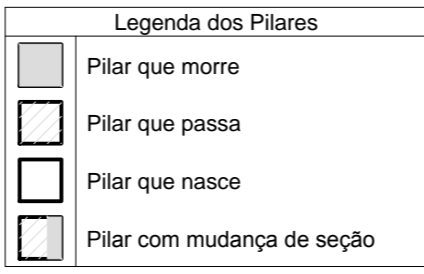 Legenda dos Pilares
Pilar que morre
Pilar que passa
Pilar que nasce
Pilar com mudança de seção